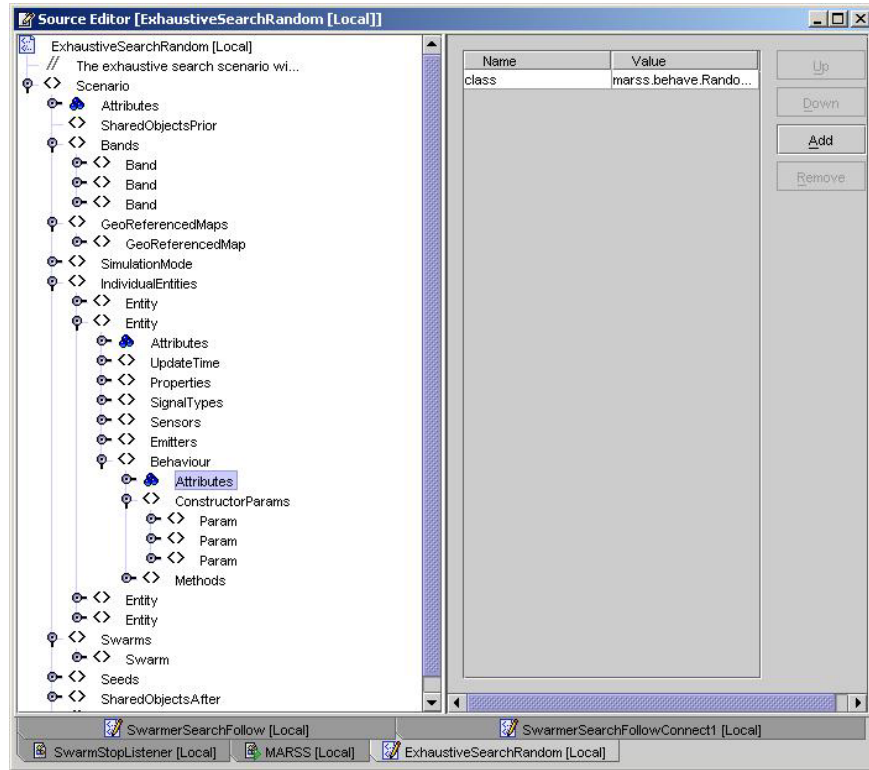 Source Editor [ExhaustiveSearchRandom [Local]]
ExhaustiveSearchRandom [Local]
// The exhaustive search scenario wi...
<> Scenario
Attributes
<> SharedObjectsPrior
<> Bands
<> Band
<> Band
<> Band
<> GeoReferencedMaps
<> GeoReferencedMap
<> SimulationMode
<> IndividualEntities
<> Entity
<> Entity
Attributes
<> UpdateTime
<> Properties
<> SignalTypes
<> Sensors
<> Emitters
<> Behaviour
Attributes
<> ConstructorParams
<> Param
<> Param
<> Param
<> Methods
<> Entity
<> Entity
<> Swarms
<> Swarm
<> Seeds
<> SharedObjectsAfter
Name Value
class marss.behave.Rando...
Up
Down
Add
Remove
SwarmerSearchFollow [Local] SwarmerSearchFollowConnect1 [Local]
SwarmStopListener [Local] MARSS [Local] ExhaustiveSearchRandom [Local]